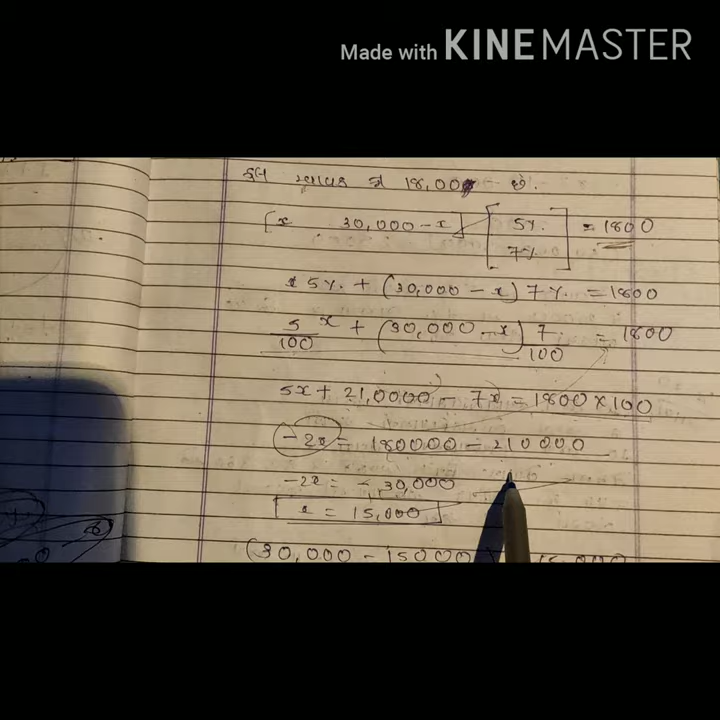 Made with KINEMASTER
18,000
[x 30,000 - x] [5% 7%] = 1800
x 5% + (30,000 - x) 7% = 1800
5/100 x + (30,000 - x) 7/100 = 1800
5x + 21,0000 - 7x = 1800 x 100
-2x = 180000 - 210000
-2x = - 30,000
x = 15,000
(30,000 - 15000